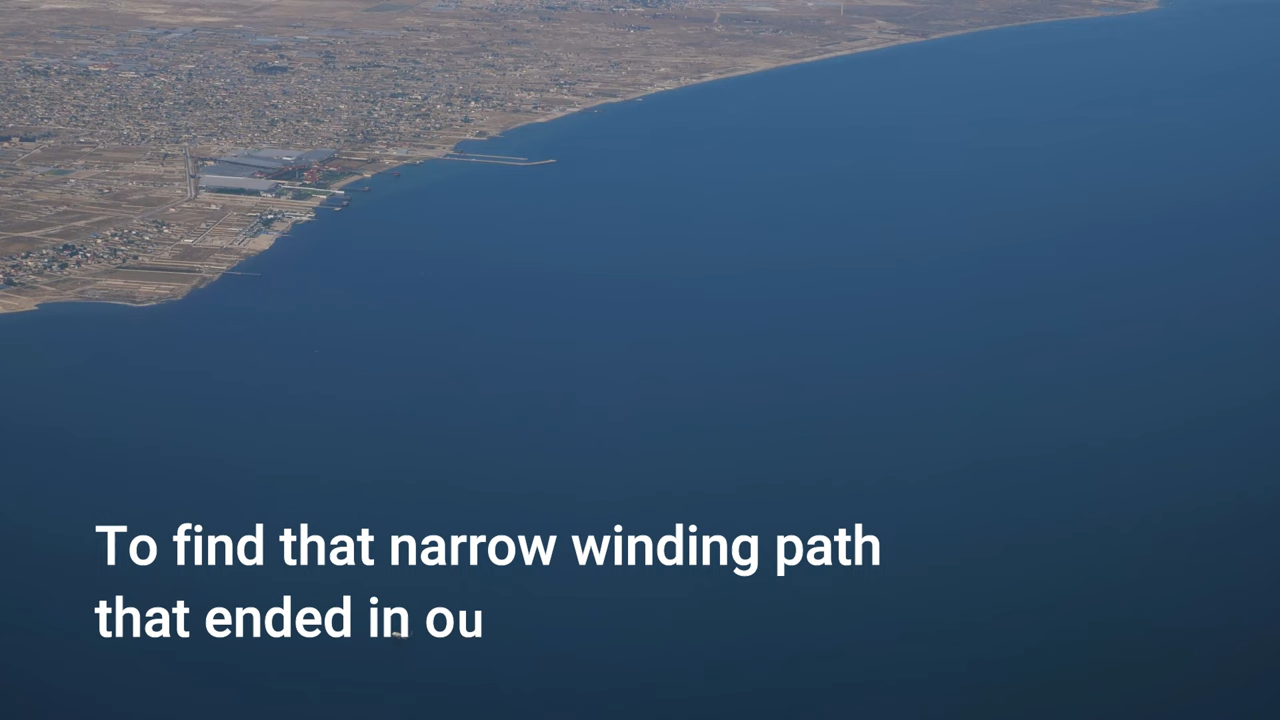 To find that narrow winding path
that ended in ou